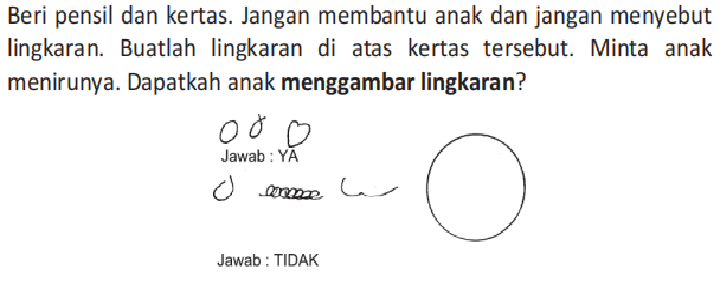 Beri pensil dan kertas. Jangan membantu anak dan jangan menyebut
lingkaran. Buatlah lingkaran di atas kertas tersebut. Minta anak
menirunya. Dapatkah anak menggambar lingkaran?
Jawab : YA
Jawab : TIDAK